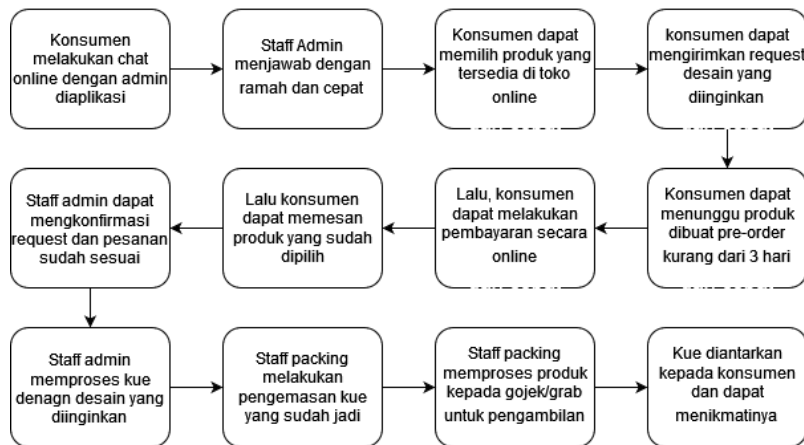 Konsumen
melakukan chat
online dengan admin
diaplikasi
Staff Admin
menjawab dengan
ramah dan cepat
Konsumen dapat
memilih produk yang
tersedia di toko
online
konsumen dapat
mengirimkan request
desain yang
diinginkan
Konsumen dapat
menunggu produk
dibuat pre-order
kurang dari 3 hari
Lalu, konsumen
dapat melakukan
pembayaran secara
online
Lalu konsumen
dapat memesan
produk yang sudah
dipilih
Staff admin dapat
mengkonfirmasi
request dan pesanan
sudah sesuai
Staff admin
memproses kue
denagn desain yang
diinginkan
Staff packing
melakukan
pengemasan kue
yang sudah jadi
Staff packing
memproses produk
kepada gojek/grab
untuk pengambilan
Kue diantarkan
kepada konsumen
dan dapat
menikmatinya